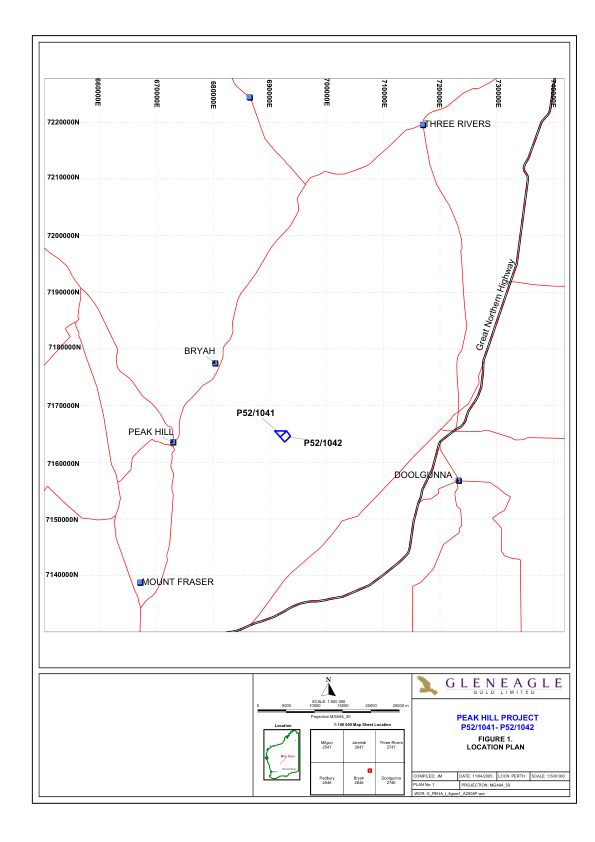 660000E
670000E
680000E
690000E
700000E
710000E
720000E
730000E
740000E
7220000N
7210000N
7200000N
7190000N
7180000N
7170000N
7160000N
7150000N
7140000N
THREE RIVERS
Great Northern Highway
BRYAH
P52/1041
PEAK HILL
P52/1042
DOOLGUNNA
MOUNT FRASER
N
SCALE 1:500 000
0 5000 10000 15000 20000 25000 m
Projection MGA94_50
Location
1:100 000 Map Sheet Location
Map Area
Milgun
2547
Jamindi
2647
Three Rivers
2747
Padbury
2546
Bryah
2646
Doolgunna
2746
GLENEAGLE
GOLD LIMITED
PEAK HILL PROJECT
P52/1041- P52/1042
FIGURE 1.
LOCATION PLAN
COMPILED: JM
DATE: 11/04/2005
LOCN: PERTH
SCALE: 1:500 000
PLAN No: 1
PROJECTION: MGA94_50